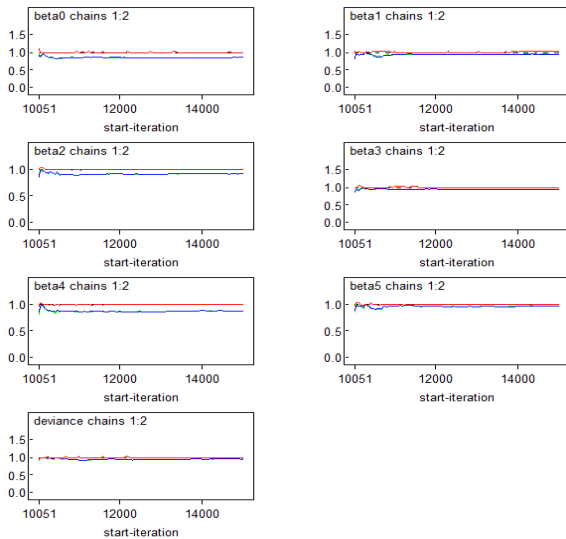 beta0 chains 1:2
1.5
1.0
0.5
0.0
10051 12000 14000
start-iteration
beta1 chains 1:2
1.5
1.0
0.5
0.0
10051 12000 14000
start-iteration
beta2 chains 1:2
1.0
0.5
0.0
10051 12000 14000
start-iteration
beta3 chains 1:2
1.5
1.0
0.5
0.0
10051 12000 14000
start-iteration
beta4 chains 1:2
1.0
0.5
0.0
10051 12000 14000
start-iteration
beta5 chains 1:2
1.0
0.5
0.0
10051 12000 14000
start-iteration
deviance chains 1:2
1.5
1.0
0.5
0.0
10051 12000 14000
start-iteration